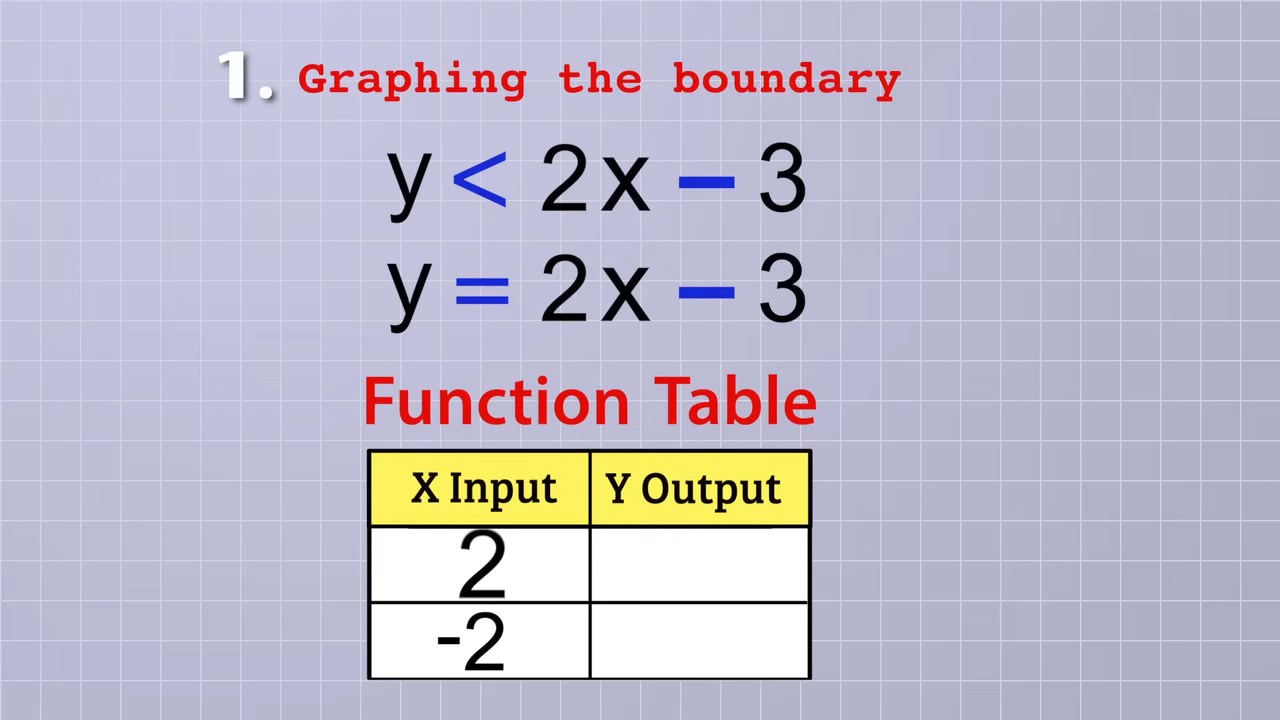 1. Graphing the boundary
y < 2x − 3
y = 2x − 3
Function Table
X Input Y Output
2
-2